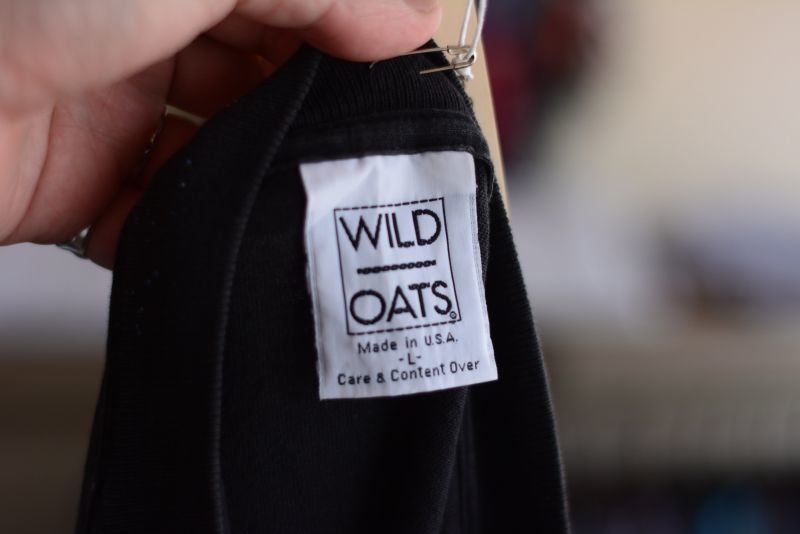 WILD
OATS®
Made in U.S.A.
-L-
Care & Content Over